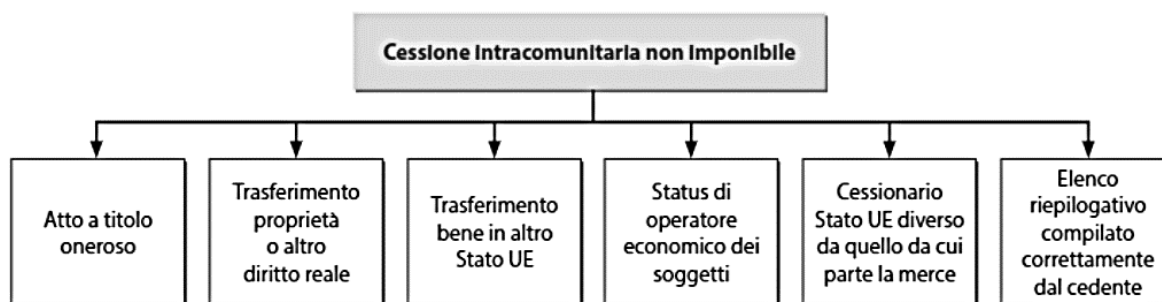 Cessione intracomunitaria non imponibile
Atto a titolo
oneroso
Trasferimento
proprietà
o altro
diritto reale
Trasferimento
bene in altro
Stato UE
Status di
operatore
economico dei
soggetti
Cessionario
Stato UE diverso
da quello da cui
parte la merce
Elenco
riepilogativo
compilato
correttamente
dal cedente